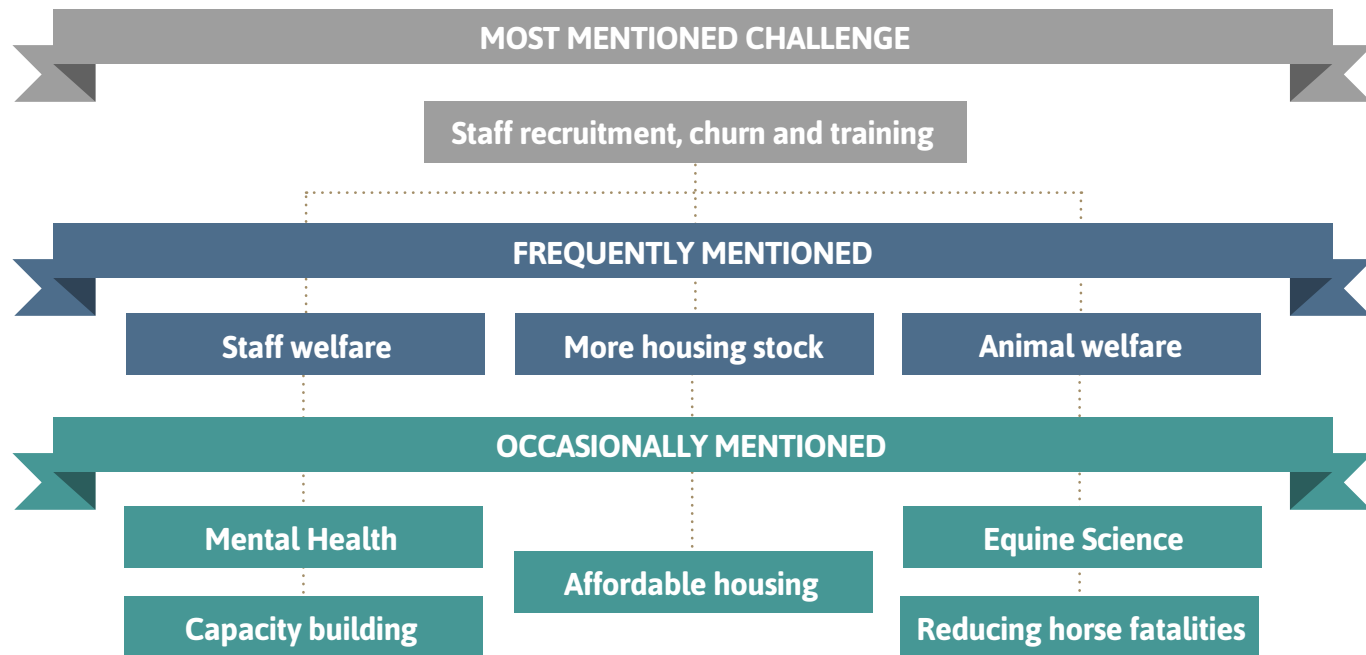 MOST MENTIONED CHALLENGE
Staff recruitment, churn and training
FREQUENTLY MENTIONED
Staff welfare
More housing stock
Animal welfare
OCCASIONALLY MENTIONED
Mental Health
Equine Science
Affordable housing
Capacity building
Reducing horse fatalities